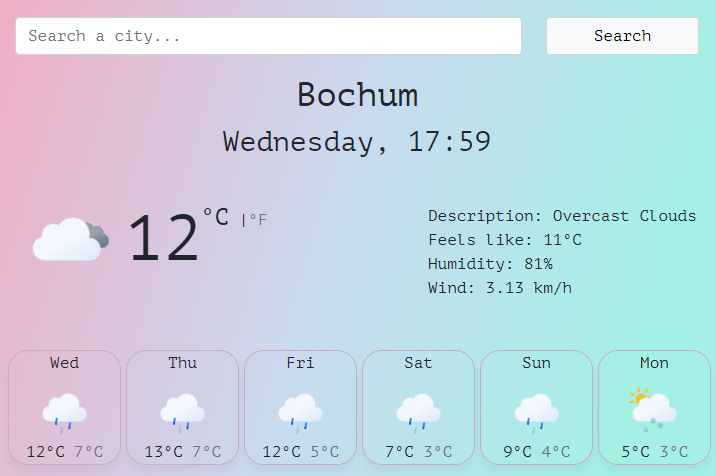 Search a city...
Search
Bochum
Wednesday, 17:59
12°C |°F
Description: Overcast Clouds
Feels like: 11°C
Humidity: 81%
Wind: 3.13 km/h
Wed
12°C 7°C
Thu
13°C 7°C
Fri
12°C 5°C
Sat
7°C 3°C
Sun
9°C 4°C
Mon
5°C 3°C